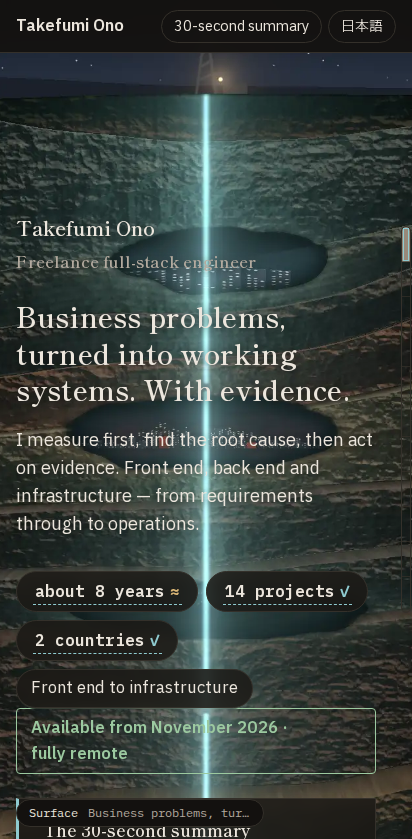 Takefumi Ono
30-second summary
日本語
Takefumi Ono
Freelance full-stack engineer
Business problems,
turned into working
systems. With evidence.
I measure first, find the root cause, then act
on evidence. Front end, back end and
infrastructure — from requirements
through to operations.
about 8 years ≈
14 projects √
2 countries √
Front end to infrastructure
Available from November 2026 ·
fully remote
Surface Business problems, tur…
The 30-second summary